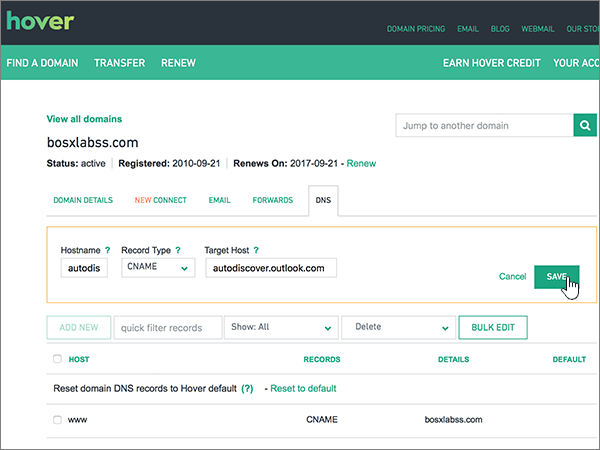 hover
DOMAIN PRICING EMAIL BLOG WEBMAIL OUR STO
FIND A DOMAIN TRANSFER RENEW EARN HOVER CREDIT YOUR ACC
View all domains
Jump to another domain
bosxlabss.com
Status: active | Registered: 2010-09-21 | Renews On: 2017-09-21 - Renew
DOMAIN DETAILS NEW CONNECT EMAIL FORWARDS DNS
Hostname ? Record Type ? Target Host ?
autodis CNAME autodiscover.outlook.com
Cancel SAVE
ADD NEW quick filter records Show: All Delete BULK EDIT
HOST RECORDS DETAILS DEFAULT
Reset domain DNS records to Hover default (?) - Reset to default
www CNAME bosxlabss.com